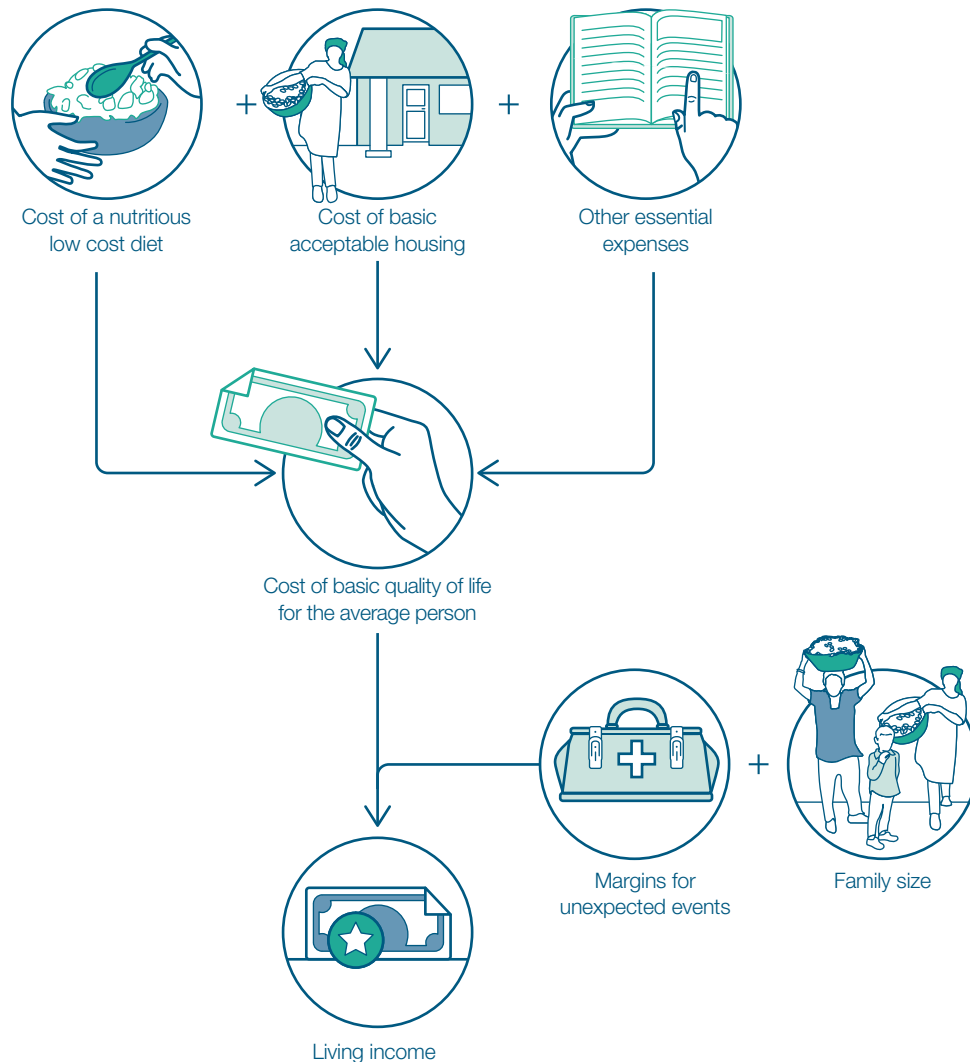 +
+
Cost of a nutritious
low cost diet
Cost of basic
acceptable housing
Other essential
expenses
Cost of basic quality of life
for the average person
+
Margins for
unexpected events
Family size
Living income